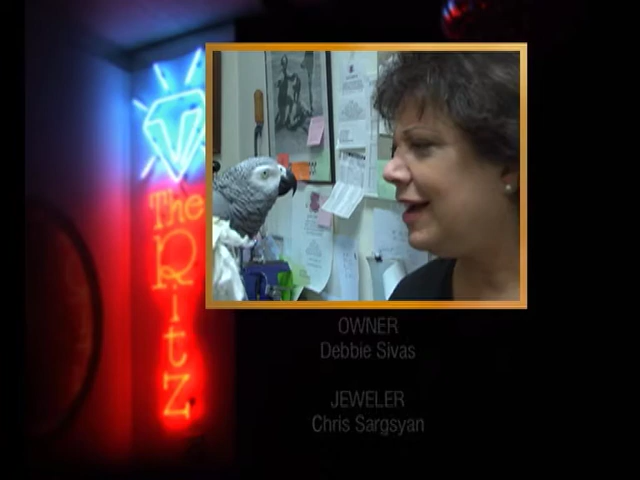 The
Ritz
OWNER
Debbie Sivas
JEWELER
Chris Sargsyan